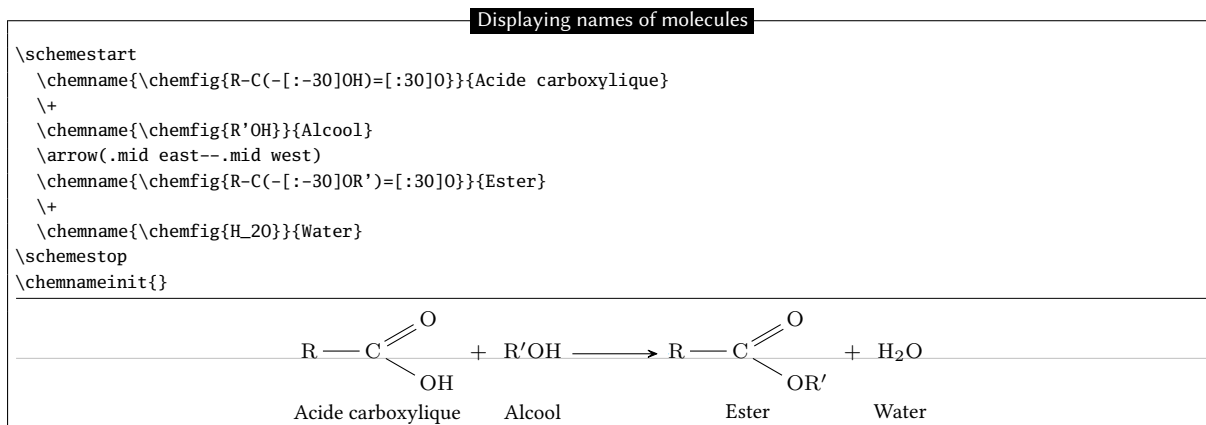 Displaying names of molecules
\schemestart
  \chemname{\chemfig{R-C(-[:-30]OH)=[:30]O}}{Acide carboxylique}
  \+
  \chemname{\chemfig{R’OH}}{Alcool}
  \arrow(.mid east--.mid west)
  \chemname{\chemfig{R-C(-[:-30]OR’)=[:30]O}}{Ester}
  \+
  \chemname{\chemfig{H_2O}}{Water}
\schemestop
\chemnameinit{}
O O
R C + R′OH R C + H₂O
OH OR′
Acide carboxylique Alcool Ester Water